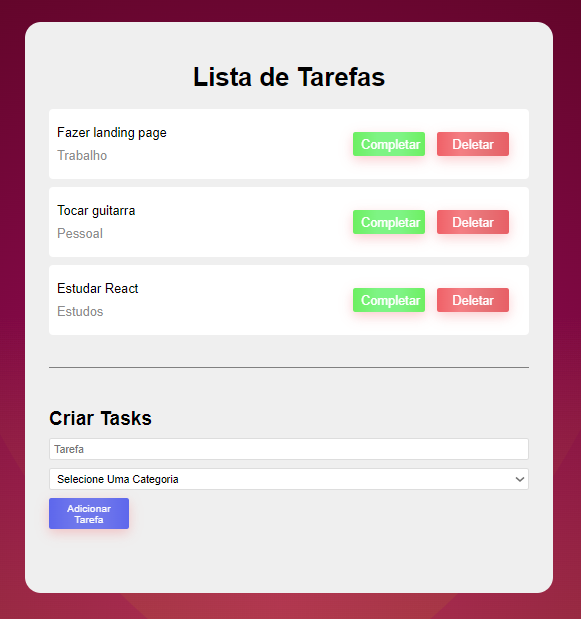 Lista de Tarefas
Fazer landing page
Trabalho
Completar
Deletar
Tocar guitarra
Pessoal
Completar
Deletar
Estudar React
Estudos
Completar
Deletar
Criar Tasks
Tarefa
Selecione Uma Categoria
Adicionar
Tarefa